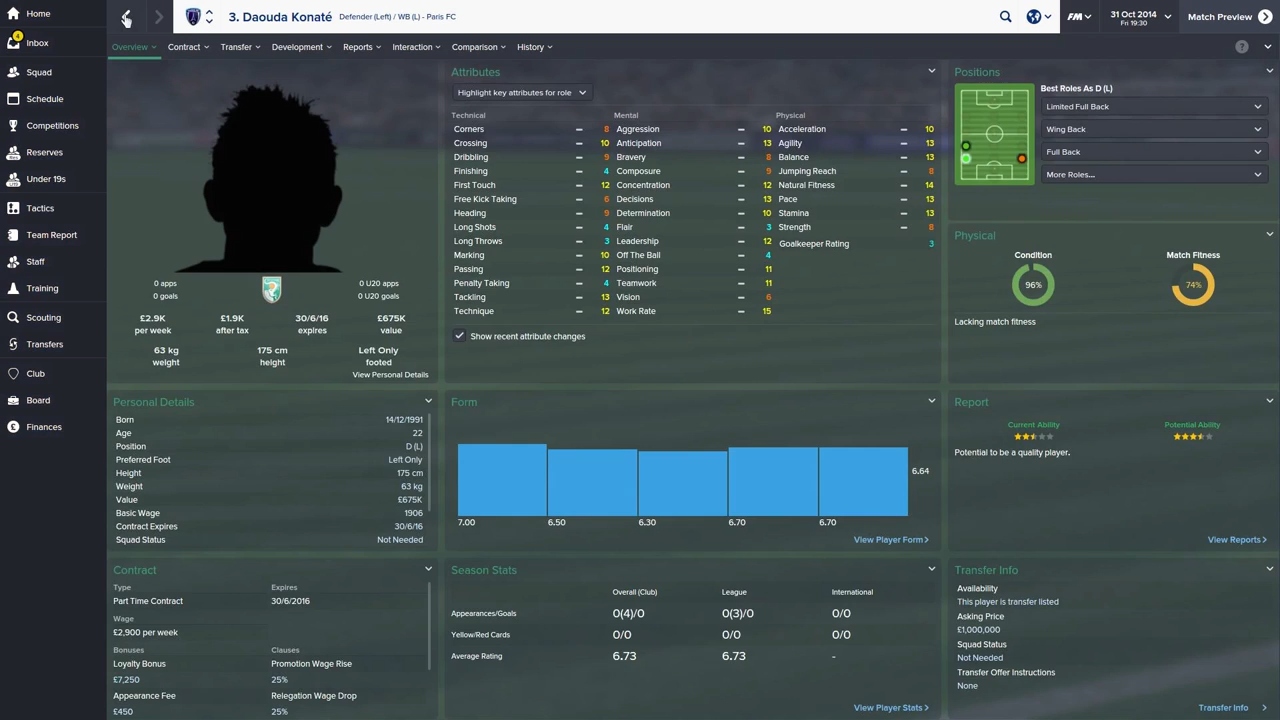 Home
4
Inbox
Squad
Schedule
Competitions
Reserves
Under 19s
Tactics
Team Report
Staff
Training
Scouting
Transfers
Club
Board
Finances
3. Daouda Konaté
Defender (Left) / WB (L) - Paris FC
FM
31 Oct 2014
Fri 19:30
Match Preview
Overview
Contract
Transfer
Development
Reports
Interaction
Comparison
History
?
0 apps
0 goals
0 U20 apps
0 U20 goals
£2.9K per week
£1.9K after tax
30/6/16 expires
£675K value
63 kg weight
175 cm height
Left Only footed
View Personal Details
Attributes
Highlight key attributes for role
Technical Mental Physical
Corners – 8 Aggression – 10 Acceleration – 10
Crossing – 10 Anticipation – 13 Agility – 13
Dribbling – 9 Bravery – 8 Balance – 13
Finishing – 4 Composure – 9 Jumping Reach – 8
First Touch – 12 Concentration – 12 Natural Fitness – 14
Free Kick Taking – 6 Decisions – 13 Pace – 13
Heading – 9 Determination – 10 Stamina – 13
Long Shots – 4 Flair – 3 Strength – 8
Long Throws – 3 Leadership – 12 Goalkeeper Rating 3
Marking – 10 Off The Ball – 4
Passing – 12 Positioning – 11
Penalty Taking – 4 Teamwork – 11
Tackling – 13 Vision – 6
Technique – 12 Work Rate – 15
Show recent attribute changes
Positions
Best Roles As D (L)
Limited Full Back
Wing Back
Full Back
More Roles...
Physical
Condition Match Fitness
96% 74%
Lacking match fitness
Personal Details
Born 14/12/1991
Age 22
Position D (L)
Preferred Foot Left Only
Height 175 cm
Weight 63 kg
Value £675K
Basic Wage 1906
Contract Expires 30/6/16
Squad Status Not Needed
Form
6.64
7.00 6.50 6.30 6.70 6.70
View Player Form
Report
Current Ability Potential Ability
Potential to be a quality player.
View Reports
Contract
Type Expires
Part Time Contract 30/6/2016
Wage
£2,900 per week
Bonuses Clauses
Loyalty Bonus Promotion Wage Rise
£7,250 25%
Appearance Fee Relegation Wage Drop
£450 25%
Season Stats
Overall (Club) League International
Appearances/Goals 0(4)/0 0(3)/0 0/0
Yellow/Red Cards 0/0 0/0 0/0
Average Rating 6.73 6.73 -
View Player Stats
Transfer Info
Availability
This player is transfer listed
Asking Price
£1,000,000
Squad Status
Not Needed
Transfer Offer Instructions
None
Transfer Info